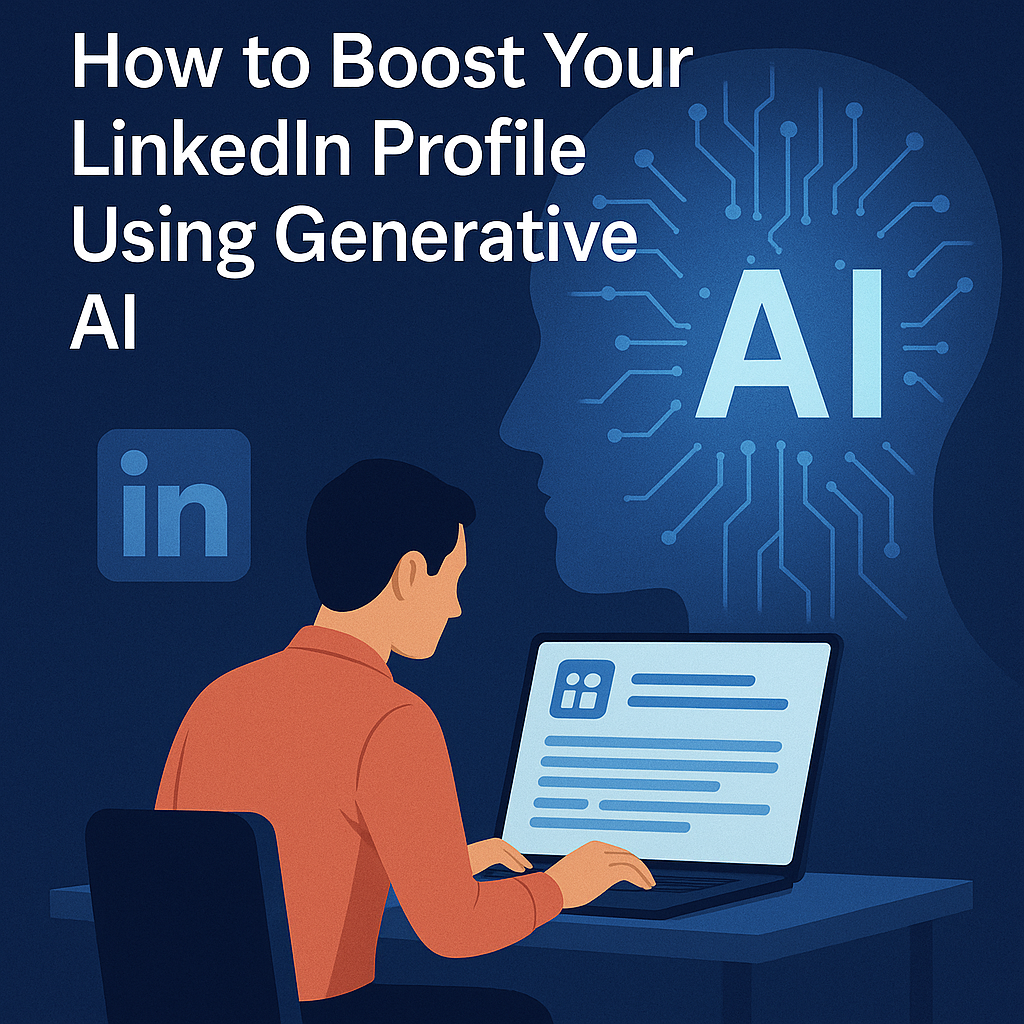 How to Boost Your
LinkedIn Profile
Using Generative
AI
AI
in